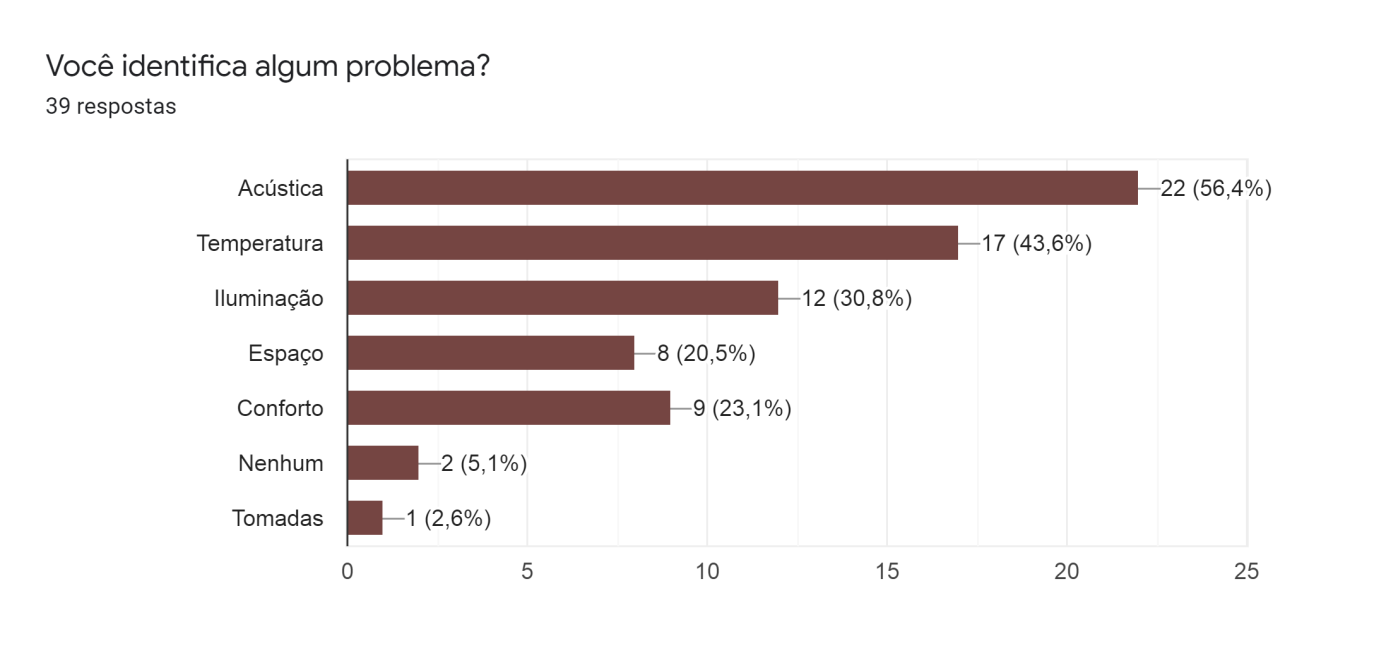 Você identifica algum problema?
39 respostas
Acústica 22 (56,4%)
Temperatura 17 (43,6%)
Iluminação 12 (30,8%)
Espaço 8 (20,5%)
Conforto 9 (23,1%)
Nenhum 2 (5,1%)
Tomadas 1 (2,6%)
0 5 10 15 20 25